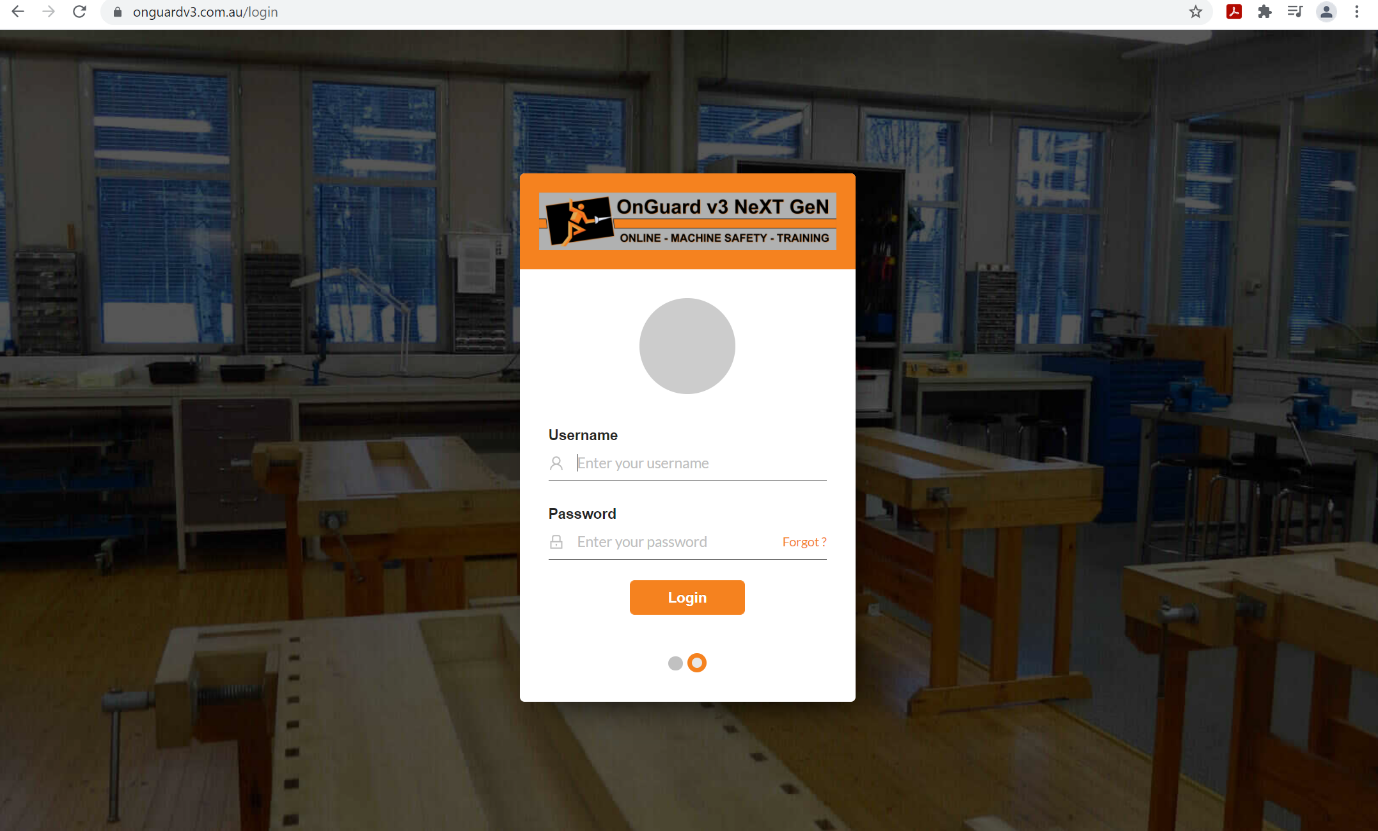 onguardv3.com.au/login
OnGuard v3 NeXT GeN
ONLINE - MACHINE SAFETY - TRAINING
Username
Enter your username
Password
Enter your password Forgot ?
Login